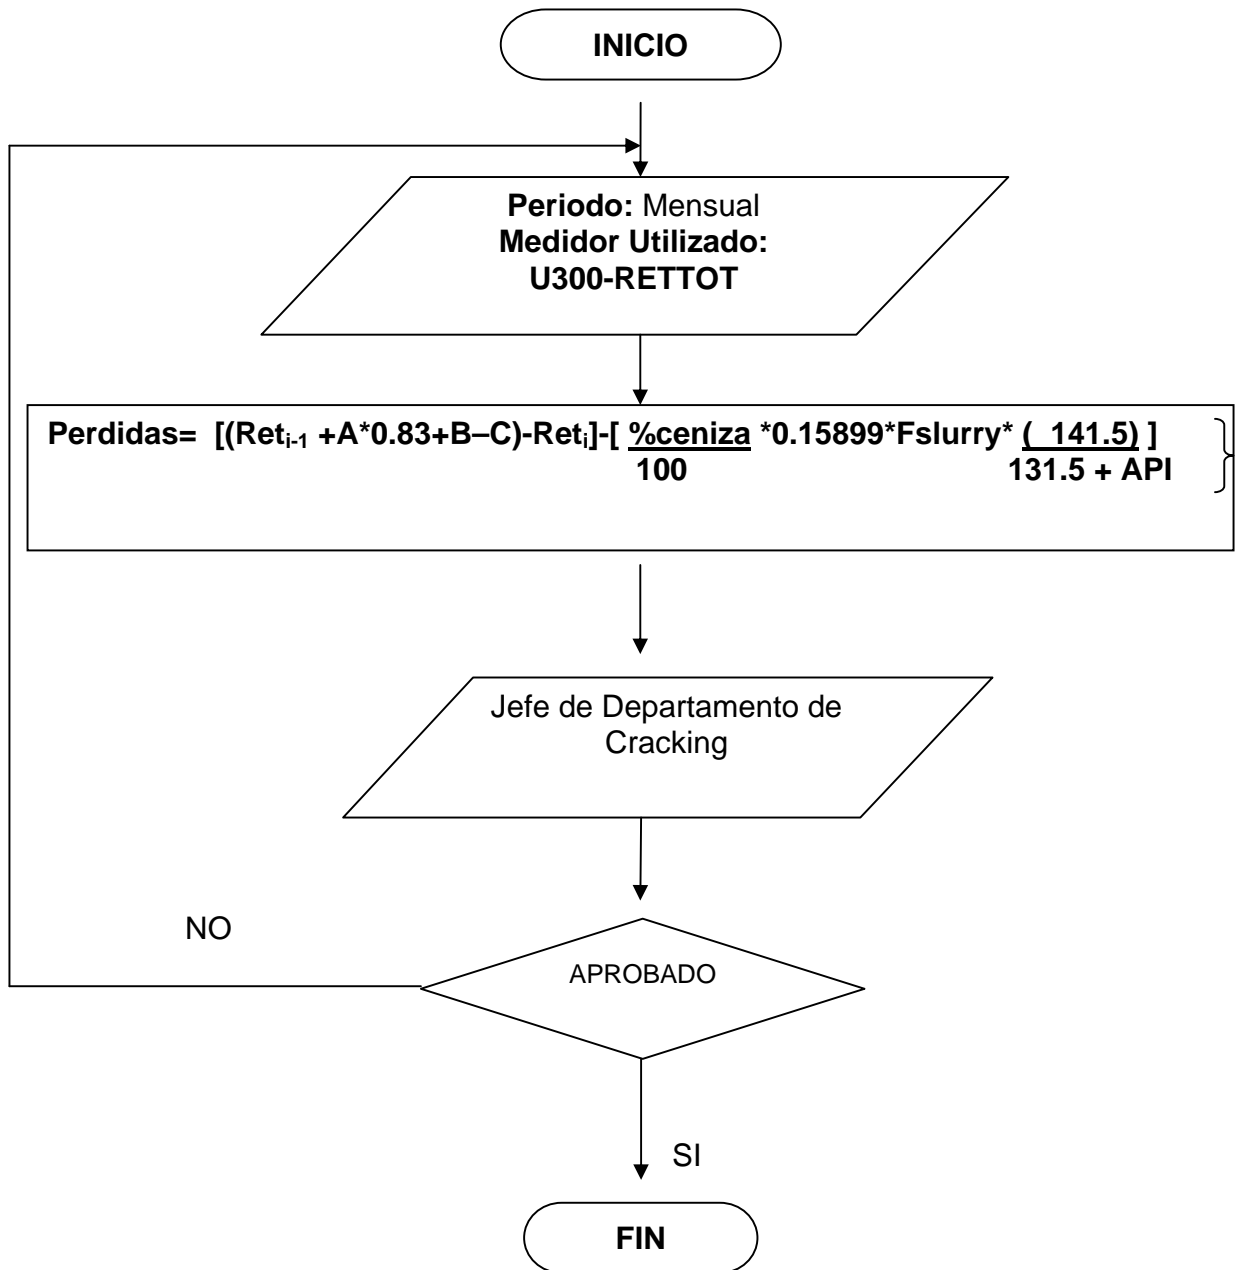 INICIO
Periodo: Mensual
Medidor Utilizado:
U300-RETTOT
Perdidas= [(Reti-1 +A*0.83+B–C)-Reti]-[ %ceniza *0.15899*Fslurry* ( 141.5) ]
100 131.5 + API
Jefe de Departamento de
Cracking
NO
APROBADO
SI
FIN